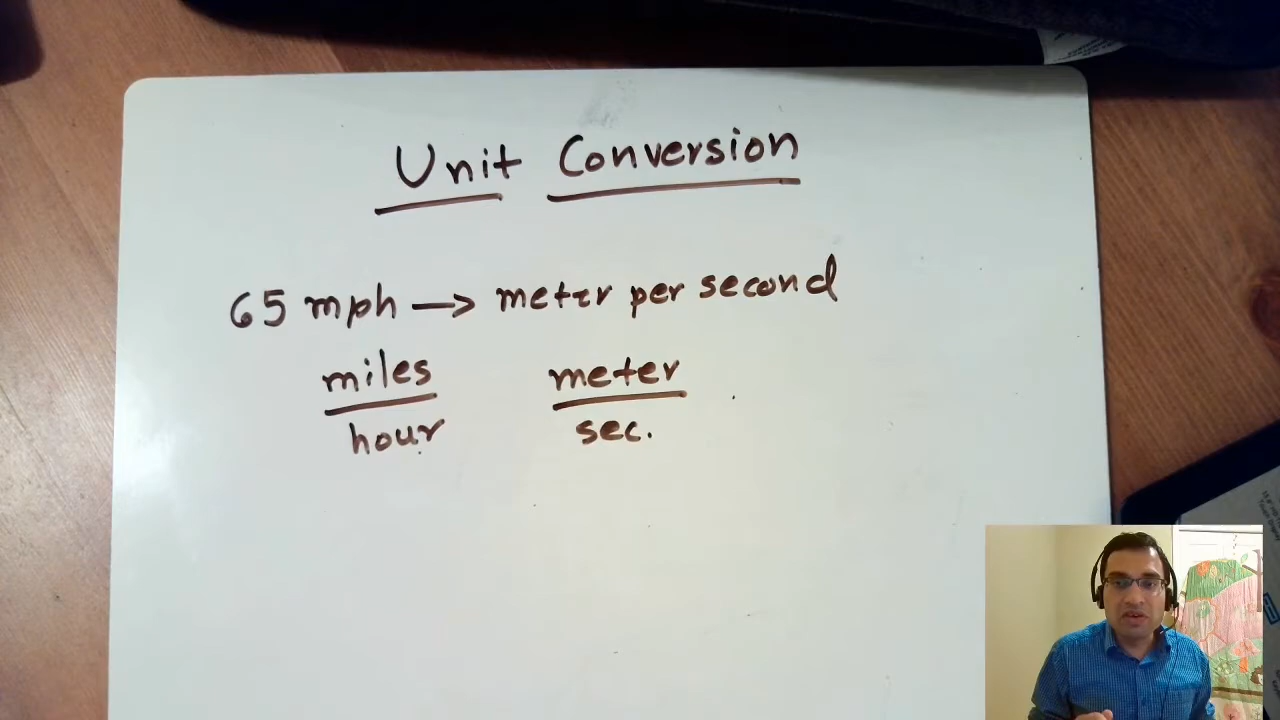 Unit Conversion
65 mph → meter per second
miles meter
hour sec.